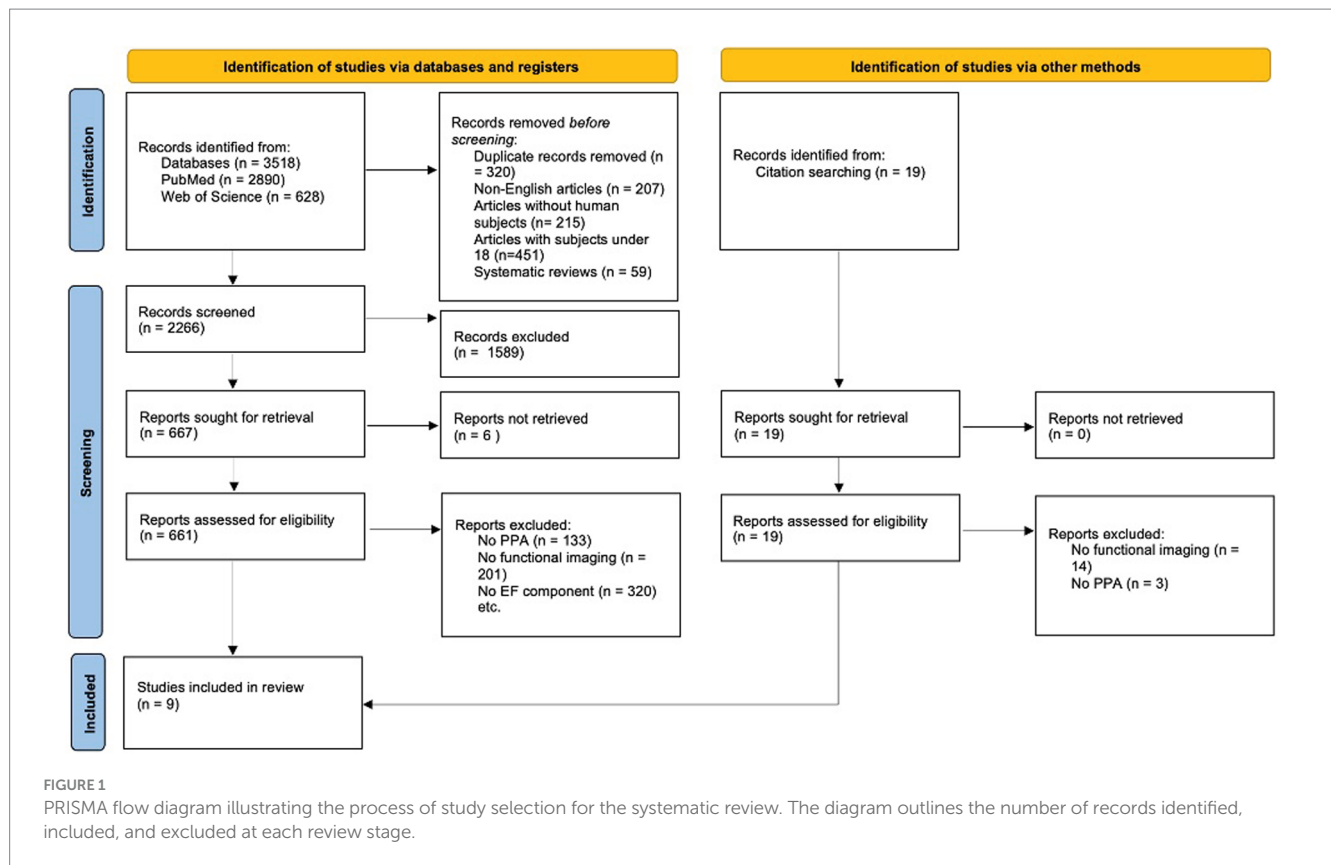 Identification of studies via databases and registers
Identification of studies via other methods
Identification
Records identified from:
Databases (n = 3518)
PubMed (n = 2890)
Web of Science (n = 628)
Records removed before
screening:
Duplicate records removed (n
= 320)
Non-English articles (n = 207)
Articles without human
subjects (n= 215)
Articles with subjects under
18 (n=451)
Systematic reviews (n = 59)
Records identified from:
Citation searching (n = 19)
Screening
Records screened
(n = 2266)
Records excluded
(n = 1589)
Reports sought for retrieval
(n = 667)
Reports not retrieved
(n = 6 )
Reports sought for retrieval
(n = 19)
Reports not retrieved
(n = 0)
Reports assessed for eligibility
(n = 661)
Reports excluded:
No PPA (n = 133)
No functional imaging (n =
201)
No EF component (n = 320)
etc.
Reports assessed for eligibility
(n = 19)
Reports excluded:
No functional imaging (n =
14)
No PPA (n = 3)
Included
Studies included in review
(n = 9)
FIGURE 1
PRISMA flow diagram illustrating the process of study selection for the systematic review. The diagram outlines the number of records identified,
included, and excluded at each review stage.